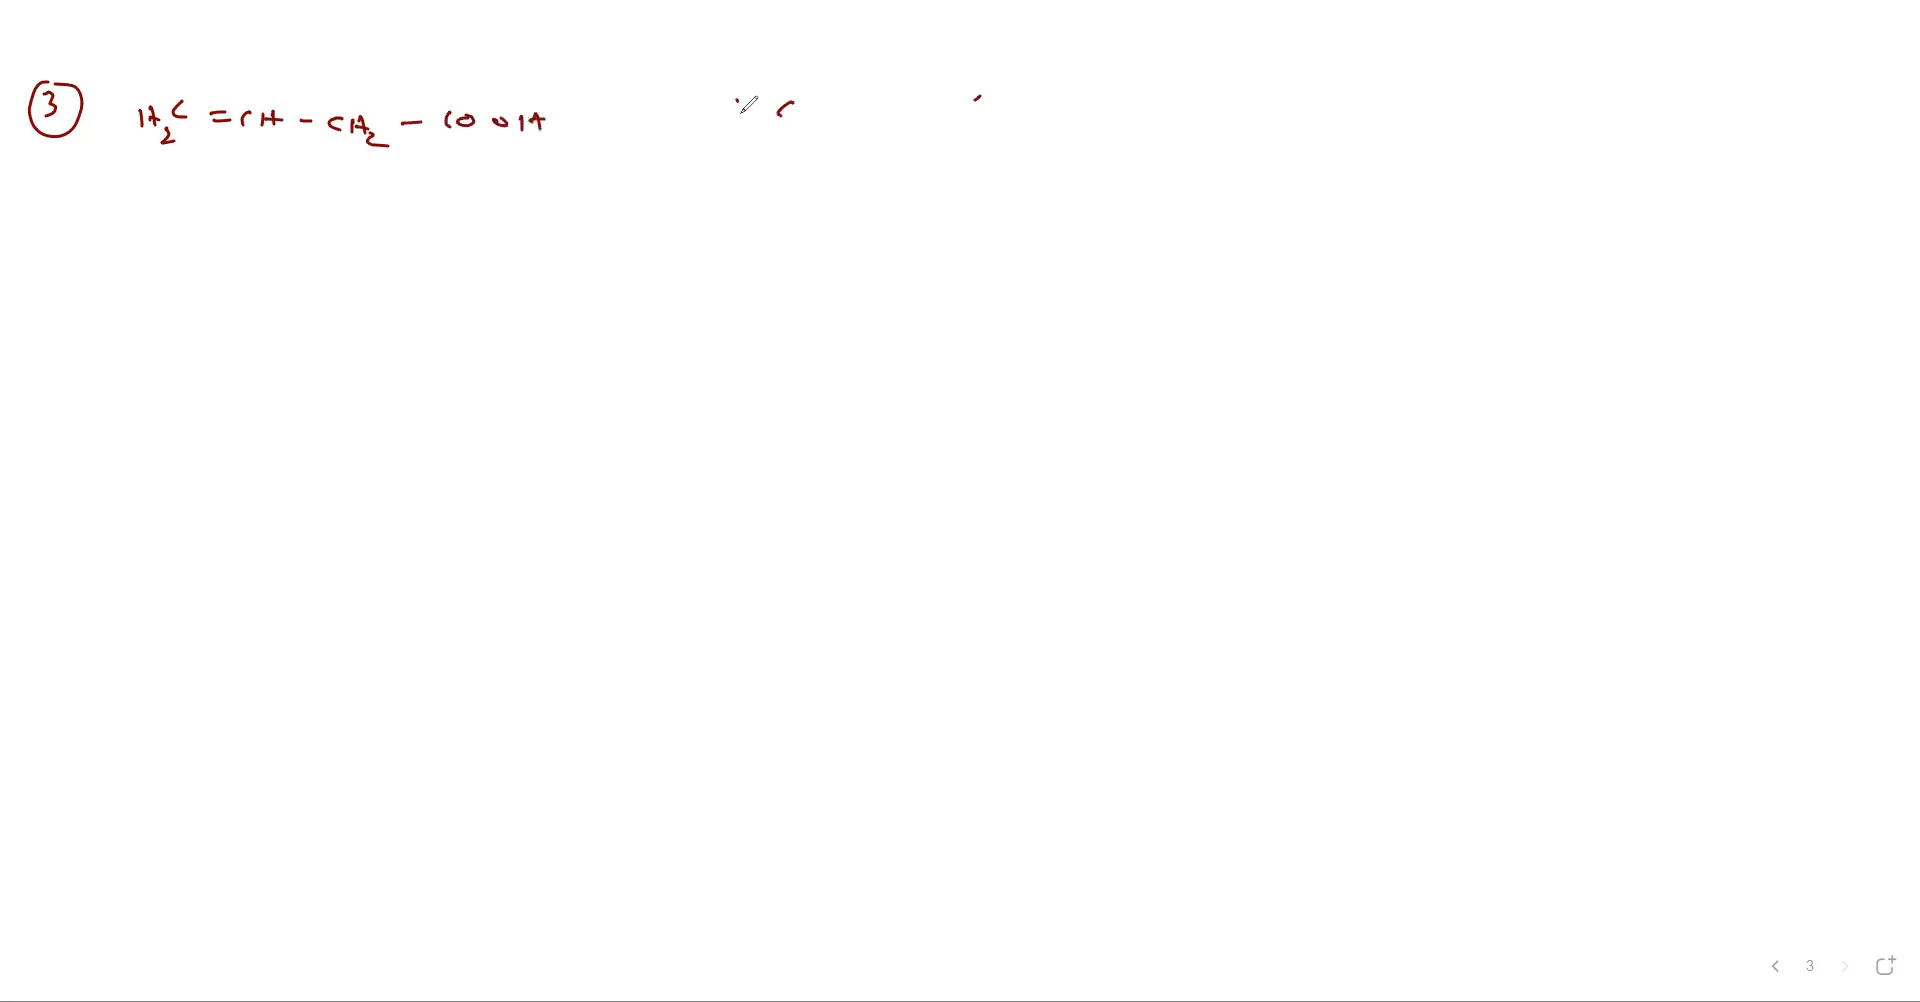 ③ H₂C = CH - CH₂ - COOH
3